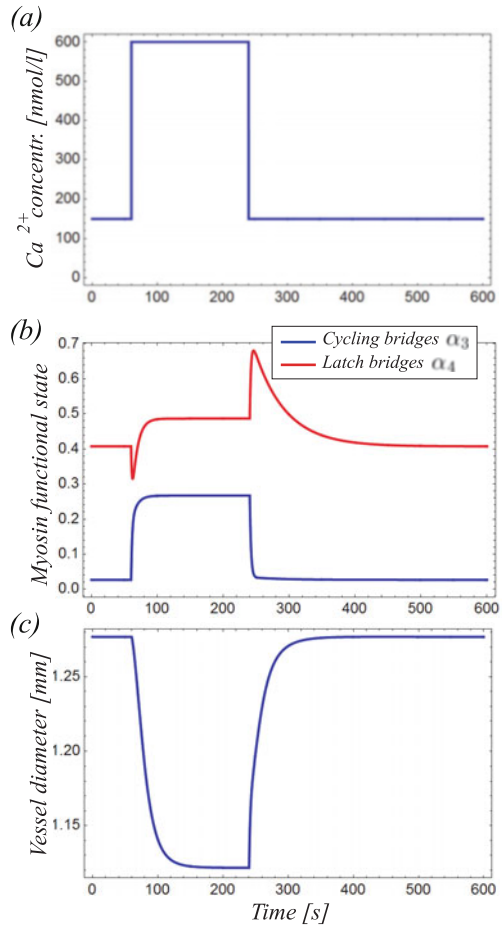 (a)
Ca 2+ concentr. [nmol/l]
600
500
400
300
200
100
0
0 100 200 300 400 500 600
(b)
Cycling bridges α3
Latch bridges α4
Myosin functional state
0.7
0.6
0.5
0.4
0.3
0.2
0.1
0.0
0 100 200 300 400 500 600
(c)
Vessel diameter [mm]
1.25
1.20
1.15
0 100 200 300 400 500 600
Time [s]